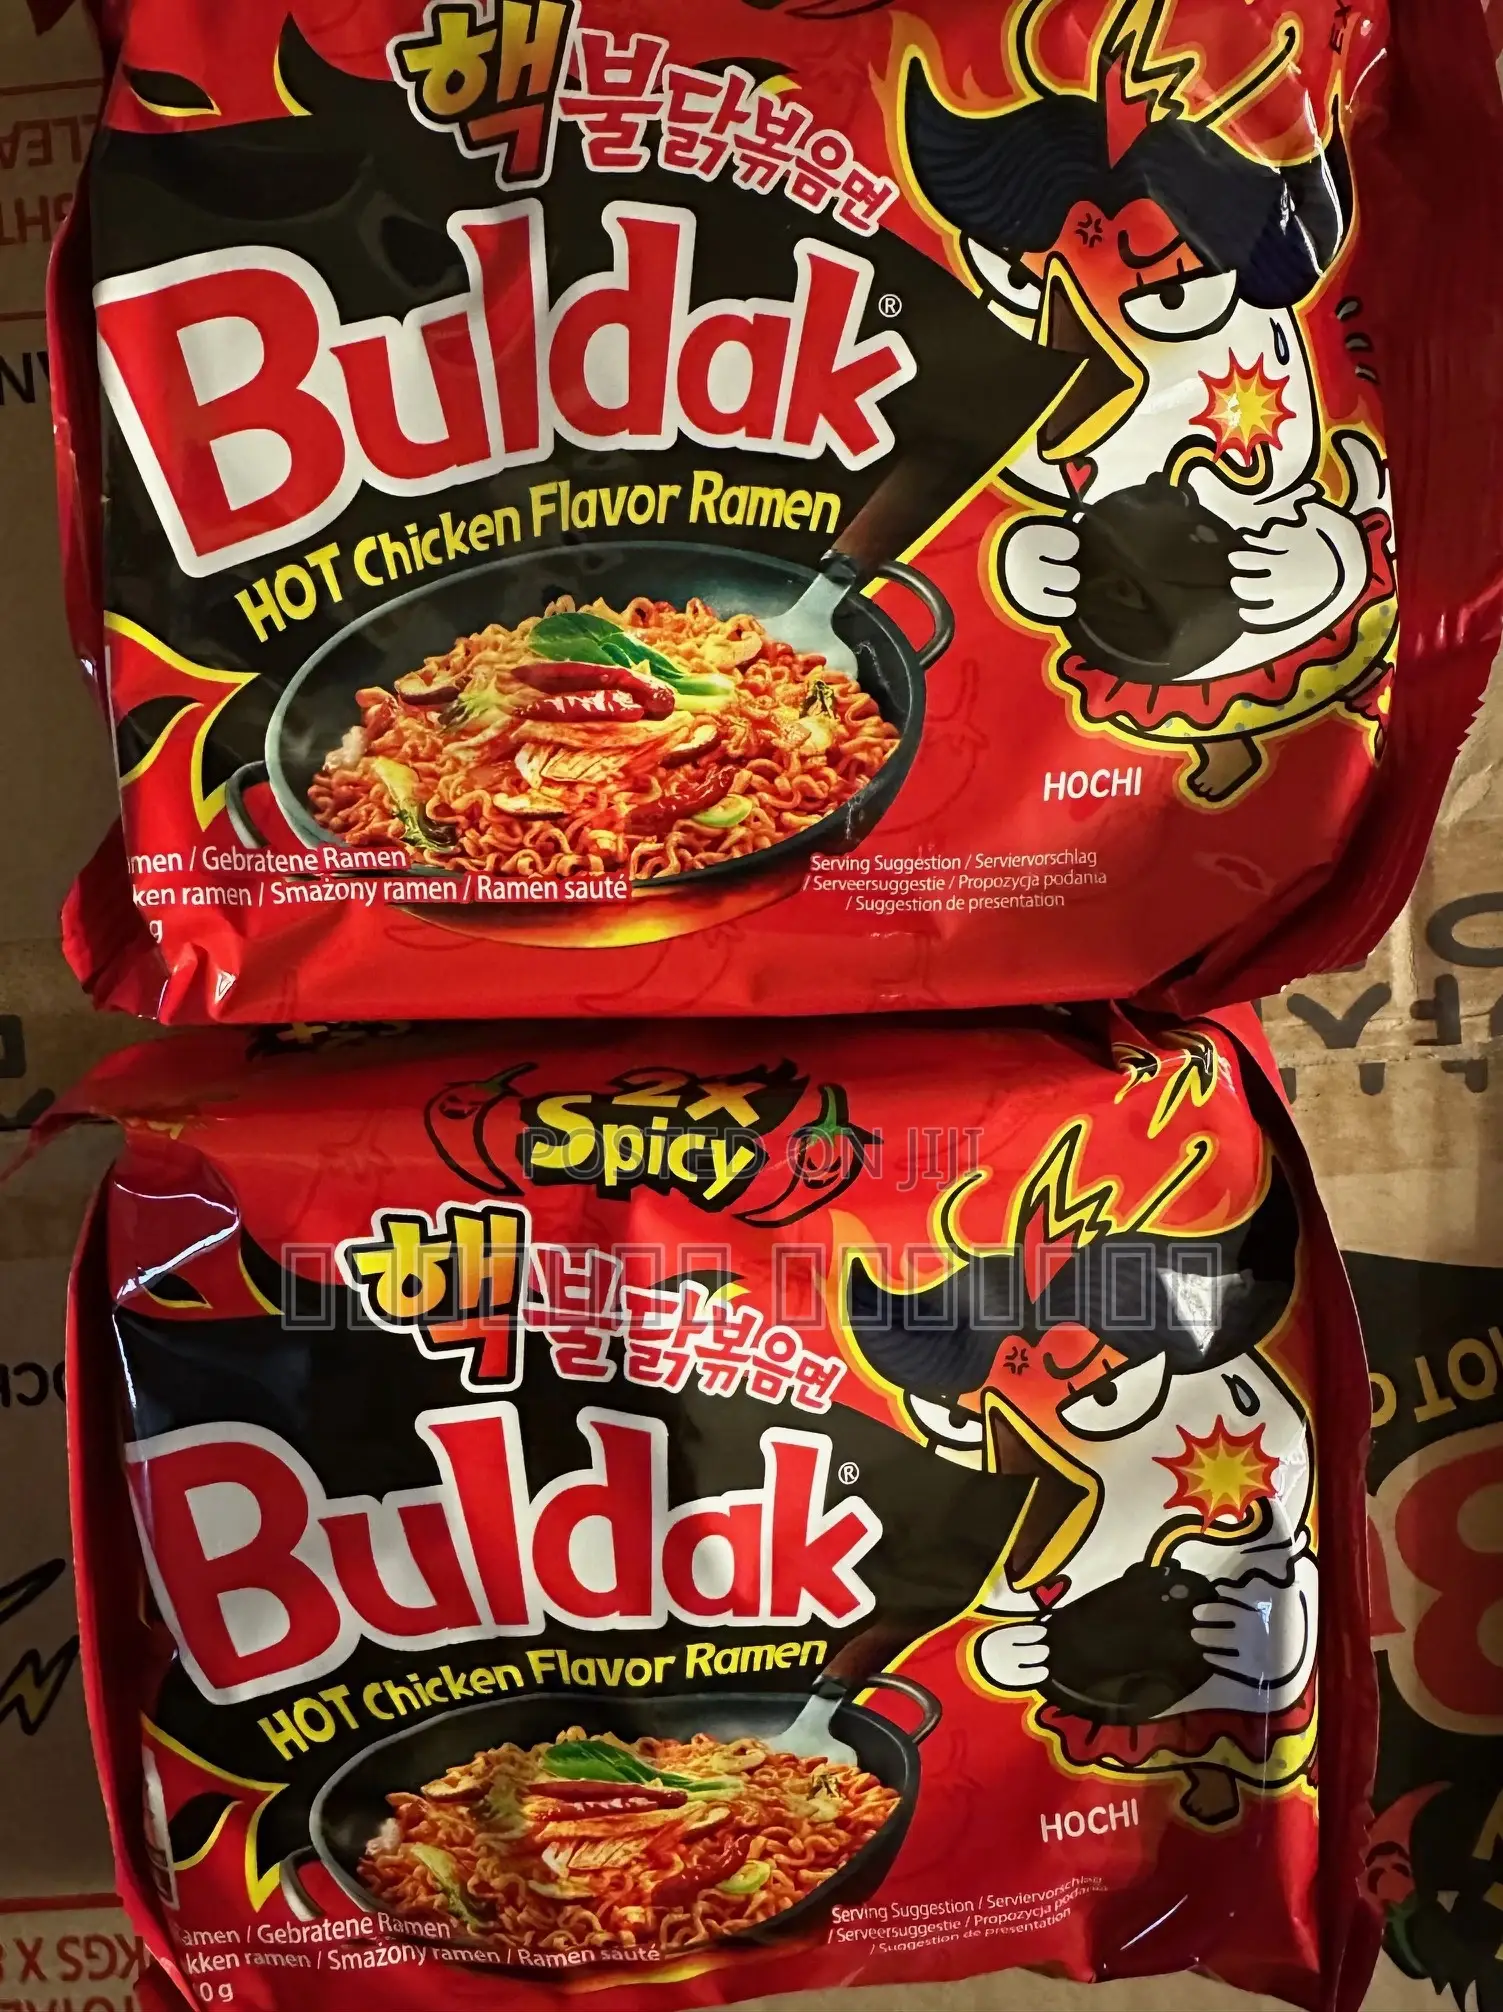 핵불닭볶음면
Buldak®
HOT Chicken Flavor Ramen
HOCHI
men / Gebratene Ramen
ken ramen / Smażony ramen / Ramen sauté
g
Serving Suggestion / Serviervorschlag
/ Serveersuggestie / Propozycja podania
/ Suggestion de presentation
2x
Spicy
POSTED ON JIJI
핵불닭볶음면
Buldak®
HOT Chicken Flavor Ramen
HOCHI
amen / Gebratene Ramen
kken ramen / Smażony ramen / Ramen sauté
0 g
Serving Suggestion / Serviervorschlag
/ Serveersuggestie / Propozycja podania
/ Suggestion de presentation